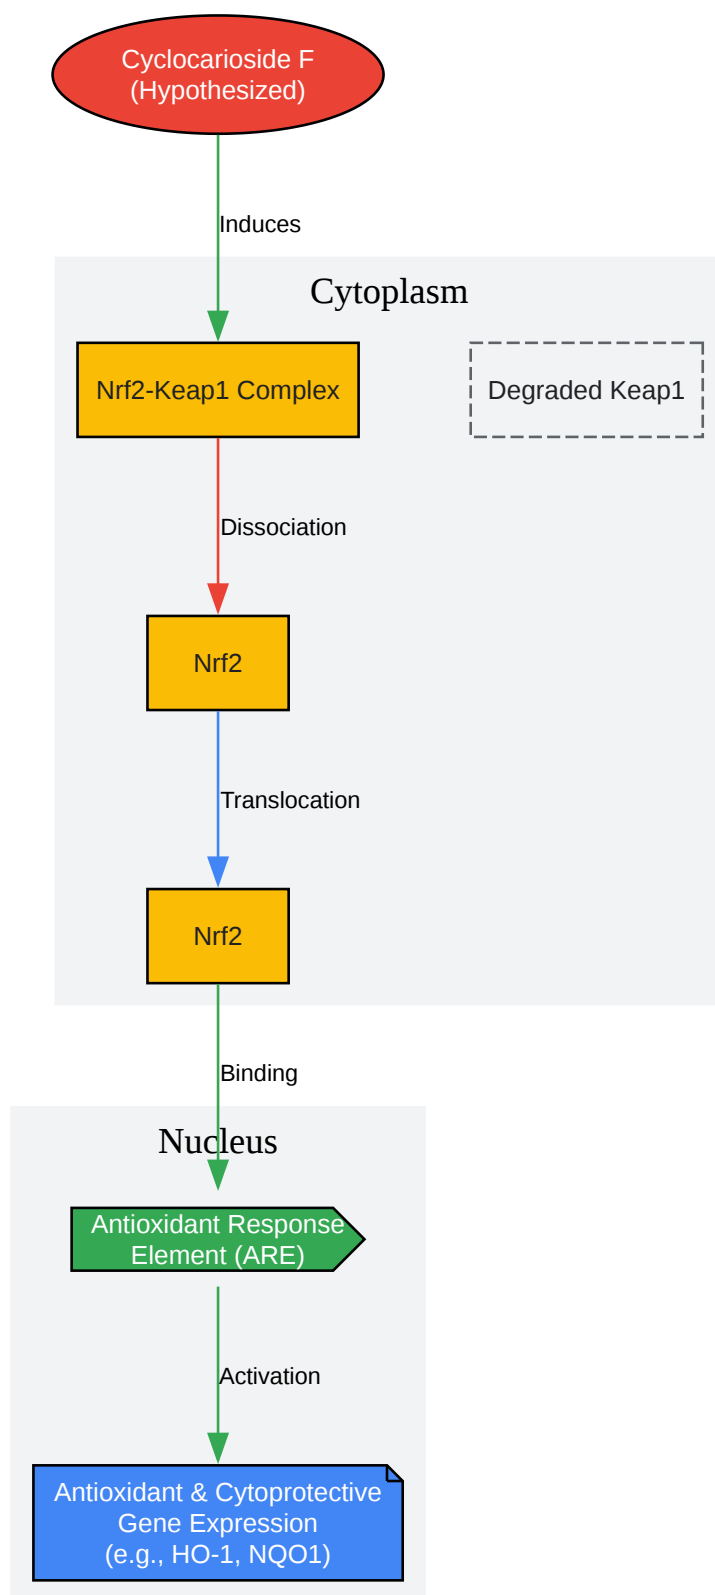 Cyclocarioside F
(Hypothesized)
Induces
Cytoplasm
Nrf2-Keap1 Complex
Degraded Keap1
Dissociation
Nrf2
Translocation
Nrf2
Binding
Nucleus
Antioxidant Response
Element (ARE)
Activation
Antioxidant & Cytoprotective
Gene Expression
(e.g., HO-1, NQO1)